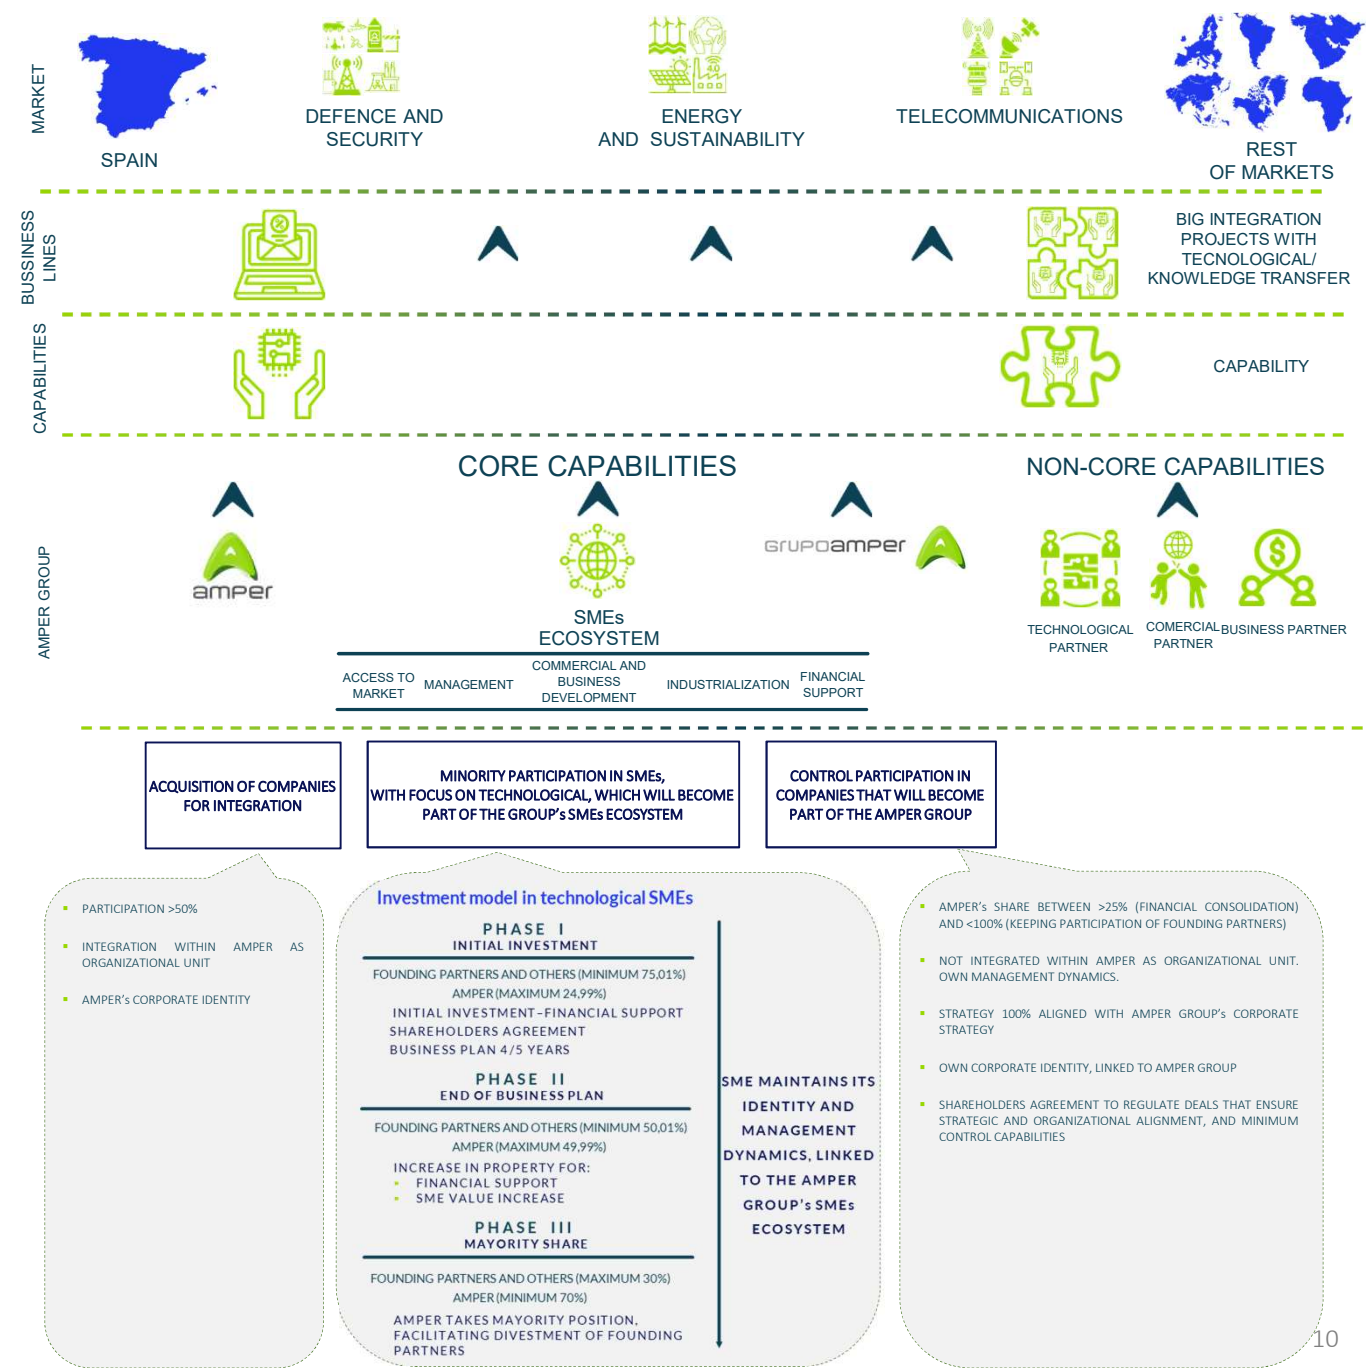 MARKET
SPAIN
DEFENCE AND
SECURITY
4.0
ENERGY
AND SUSTAINABILITY
TELECOMMUNICATIONS
REST
OF MARKETS
BUSSINESS
LINES
BIG INTEGRATION
PROJECTS WITH
TECNOLOGICAL/
KNOWLEDGE TRANSFER
CAPABILITIES
CAPABILITY
CORE CAPABILITIES
NON-CORE CAPABILITIES
AMPER GROUP
amper
SMEs
ECOSYSTEM
GRUPOamper
TECHNOLOGICAL
PARTNER
COMERCIAL
PARTNER
BUSINESS PARTNER
ACCESS TO
MARKET
MANAGEMENT
COMMERCIAL AND
BUSINESS
DEVELOPMENT
INDUSTRIALIZATION
FINANCIAL
SUPPORT
ACQUISITION OF COMPANIES
FOR INTEGRATION
MINORITY PARTICIPATION IN SMEs,
WITH FOCUS ON TECHNOLOGICAL, WHICH WILL BECOME
PART OF THE GROUP's SMEs ECOSYSTEM
CONTROL PARTICIPATION IN
COMPANIES THAT WILL BECOME
PART OF THE AMPER GROUP
▪ PARTICIPATION >50%
▪ INTEGRATION WITHIN AMPER AS
ORGANIZATIONAL UNIT
▪ AMPER's CORPORATE IDENTITY
Investment model in technological SMEs
PHASE I
INITIAL INVESTMENT
FOUNDING PARTNERS AND OTHERS (MINIMUM 75,01%)
AMPER (MAXIMUM 24,99%)
INITIAL INVESTMENT–FINANCIAL SUPPORT
SHAREHOLDERS AGREEMENT
BUSINESS PLAN 4/5 YEARS
PHASE II
END OF BUSINESS PLAN
FOUNDING PARTNERS AND OTHERS (MINIMUM 50,01%)
AMPER (MAXIMUM 49,99%)
INCREASE IN PROPERTY FOR:
▪ FINANCIAL SUPPORT
▪ SME VALUE INCREASE
PHASE III
MAYORITY SHARE
FOUNDING PARTNERS AND OTHERS (MAXIMUM 30%)
AMPER (MINIMUM 70%)
AMPER TAKES MAYORITY POSITION,
FACILITATING DIVESTMENT OF FOUNDING
PARTNERS
SME MAINTAINS ITS
IDENTITY AND
MANAGEMENT
DYNAMICS, LINKED
TO THE AMPER
GROUP's SMEs
ECOSYSTEM
▪ AMPER's SHARE BETWEEN >25% (FINANCIAL CONSOLIDATION)
AND <100% (KEEPING PARTICIPATION OF FOUNDING PARTNERS)
▪ NOT INTEGRATED WITHIN AMPER AS ORGANIZATIONAL UNIT.
OWN MANAGEMENT DYNAMICS.
▪ STRATEGY 100% ALIGNED WITH AMPER GROUP's CORPORATE
STRATEGY
▪ OWN CORPORATE IDENTITY, LINKED TO AMPER GROUP
▪ SHAREHOLDERS AGREEMENT TO REGULATE DEALS THAT ENSURE
STRATEGIC AND ORGANIZATIONAL ALIGNMENT, AND MINIMUM
CONTROL CAPABILITIES
10